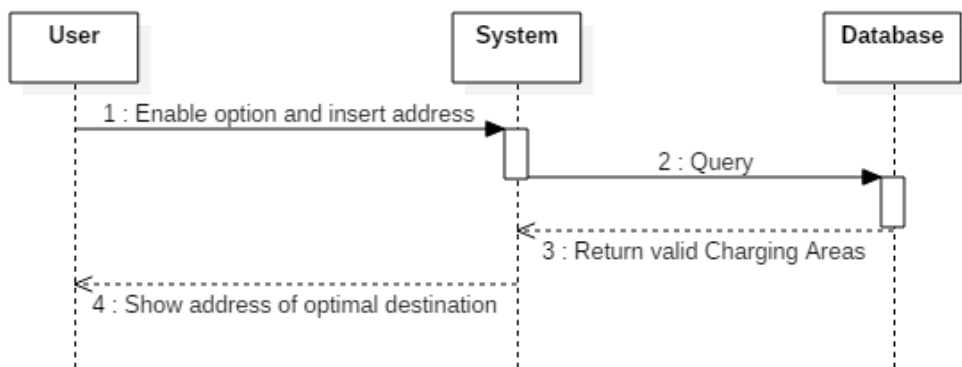 User
System
Database
1 : Enable option and insert address
2 : Query
3 : Return valid Charging Areas
4 : Show address of optimal destination